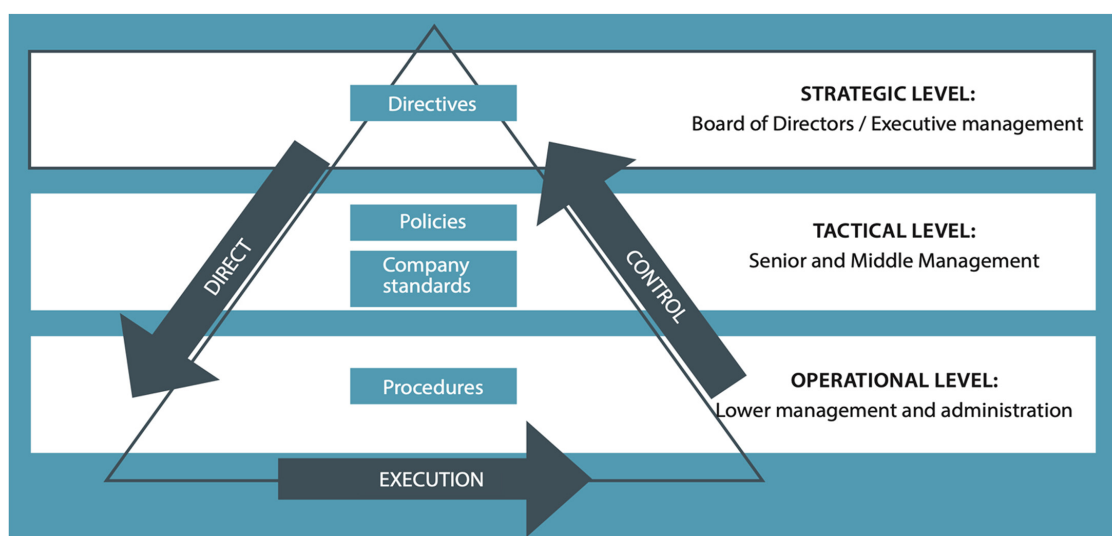 Directives
STRATEGIC LEVEL:
Board of Directors / Executive management
DIRECT
Policies
Company
standards
CONTROL
TACTICAL LEVEL:
Senior and Middle Management
Procedures
OPERATIONAL LEVEL:
Lower management and administration
EXECUTION